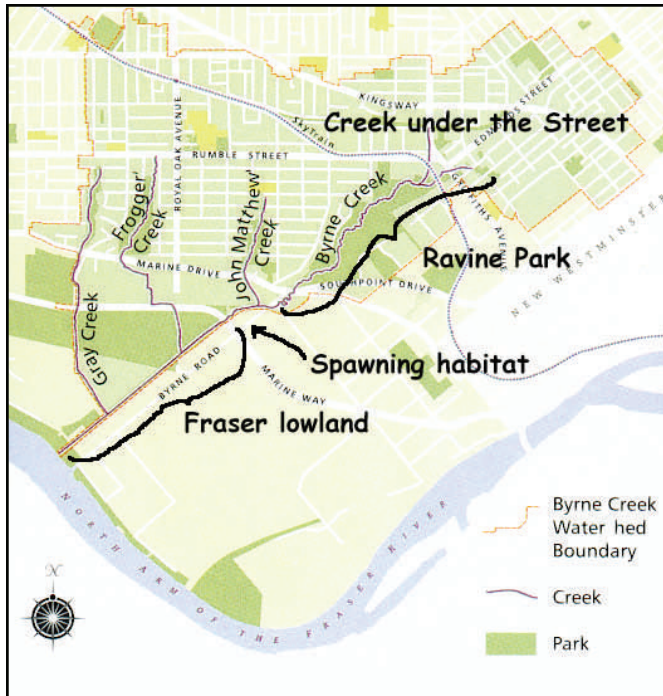 KINGSWAY
EDMONDS STREET
Creek under the Street
SkyTrain
ROYAL OAK AVENUE
RUMBLE STREET
GRIFFITHS AVENUE
Frogger'
Creek
John Matthew'
Creek
Byrne Creek
Ravine Park
NEW WESTMINSTER
MARINE DRIVE
SOUTHPOINT DRIVE
Gray Creek
Spawning habitat
BYRNE ROAD
MARINE WAY
Fraser lowland
NORTH ARM OF THE FRASER RIVER
N
Byrne Creek
Water hed
Boundary
Creek
Park